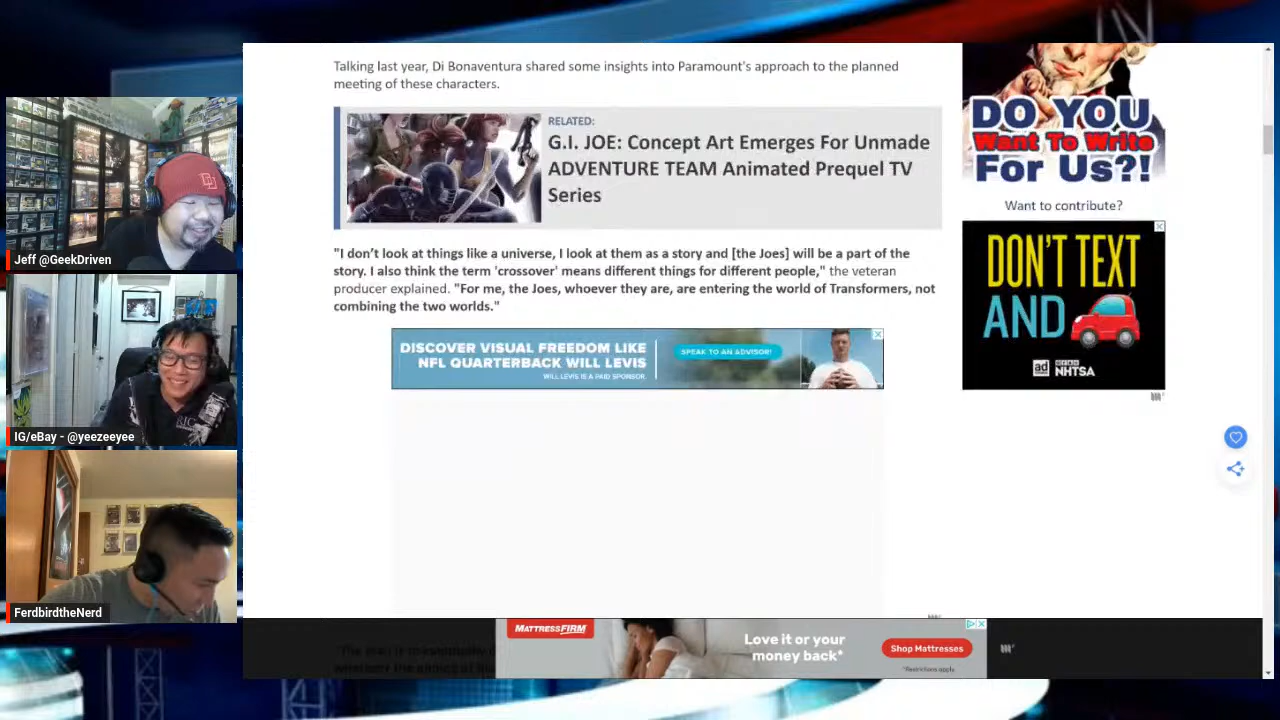 Talking last year, Di Bonaventura shared some insights into Paramount's approach to the planned
meeting of these characters.
RELATED:
G.I. JOE: Concept Art Emerges For Unmade
ADVENTURE TEAM Animated Prequel TV
Series
"I don't look at things like a universe, I look at them as a story and [the Joes] will be a part of the
story. I also think the term 'crossover' means different things for different people," the veteran
producer explained. "For me, the Joes, whoever they are, are entering the world of Transformers, not
combining the two worlds."
DISCOVER VISUAL FREEDOM LIKE
NFL QUARTERBACK WILL LEVIS
WILL LEVIS IS A PAID SPONSOR.
SPEAK TO AN ADVISOR!
DO YOU
Want To Write
For Us?!
Want to contribute?
DON'T TEXT
AND
ad
NHTSA
Jeff @GeekDriven
IG/eBay - @yeezeeyee
FerdbirdtheNerd
MATTRESSFIRM
Love it or your
money back*
Shop Mattresses
*Restrictions apply.